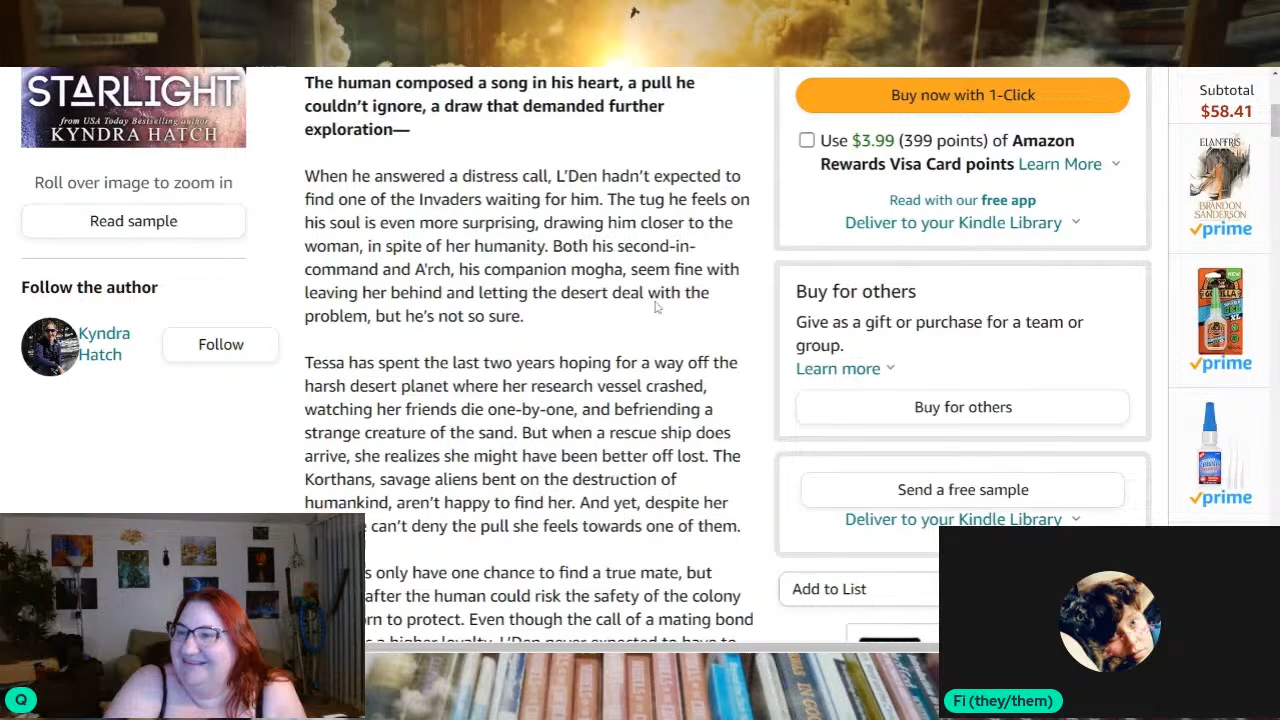 STARLIGHT
from USA Today Bestselling author
KYNDRA HATCH
Roll over image to zoom in
Read sample
Follow the author
Kyndra
Hatch
Follow
The human composed a song in his heart, a pull he
couldn't ignore, a draw that demanded further
exploration—
When he answered a distress call, L'Den hadn't expected to
find one of the Invaders waiting for him. The tug he feels on
his soul is even more surprising, drawing him closer to the
woman, in spite of her humanity. Both his second-in-
command and A'rch, his companion mogha, seem fine with
leaving her behind and letting the desert deal with the
problem, but he's not so sure.
Tessa has spent the last two years hoping for a way off the
harsh desert planet where her research vessel crashed,
watching her friends die one-by-one, and befriending a
strange creature of the sand. But when a rescue ship does
arrive, she realizes she might have been better off lost. The
Korthans, savage aliens bent on the destruction of
humankind, aren't happy to find her. And yet, despite her
can't deny the pull she feels towards one of them.
s only have one chance to find a true mate, but
after the human could risk the safety of the colony
rn to protect. Even though the call of a mating bond
s a higher loyalty, L'Den never expected to have to
Buy now with 1-Click
Use $3.99 (399 points) of Amazon
Rewards Visa Card points Learn More
Read with our free app
Deliver to your Kindle Library
Buy for others
Give as a gift or purchase for a team or
group.
Learn more
Buy for others
Send a free sample
Deliver to your Kindle Library
Add to List
Subtotal
$58.41
ELANTRIS
BRANDON
SANDERSON
prime
GORILLA
prime
prime
Q
Fi (they/them)